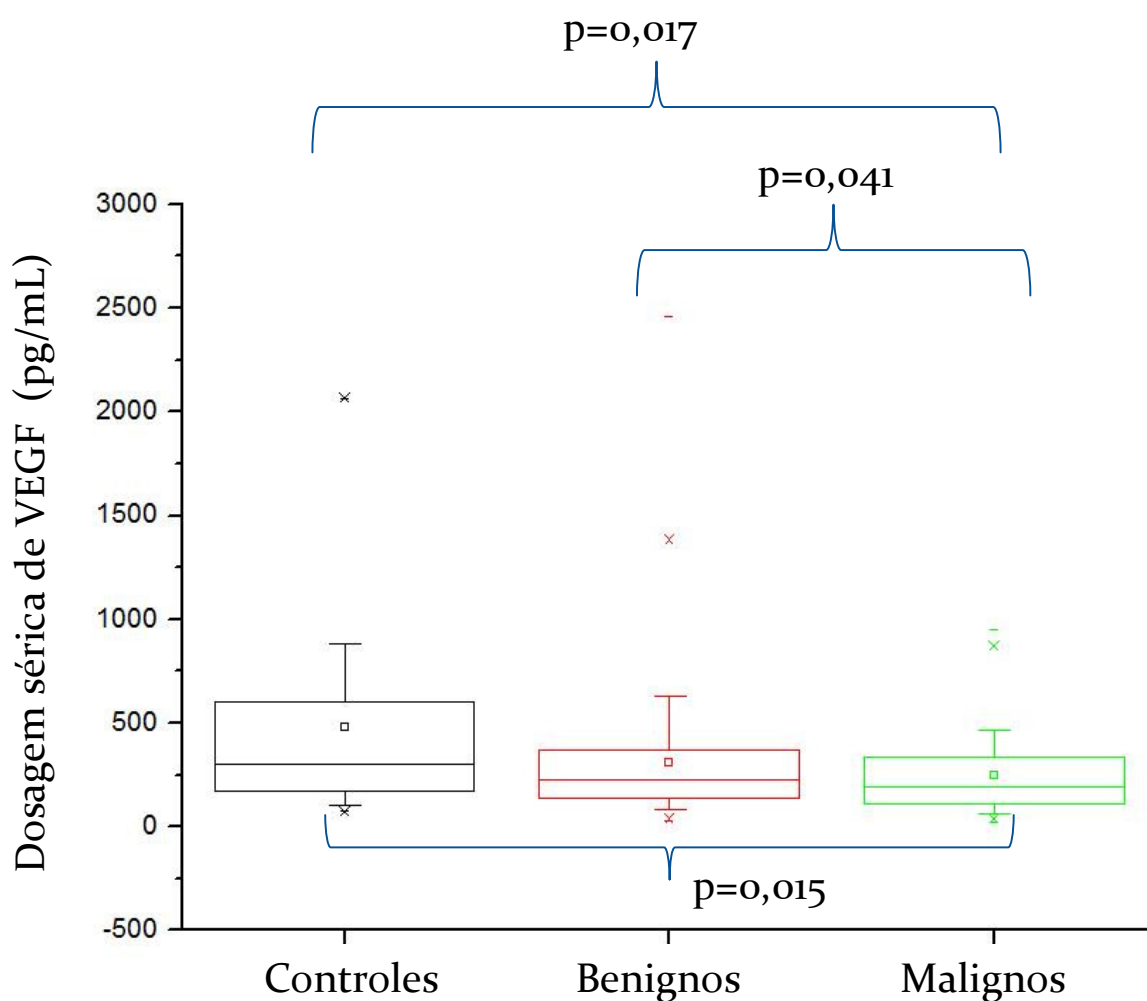 p=0,017
p=0,041
Dosagem sérica de VEGF (pg/mL)
3000
2500
2000
1500
1000
500
0
-500
p=0,015
Controles
Benignos
Malignos